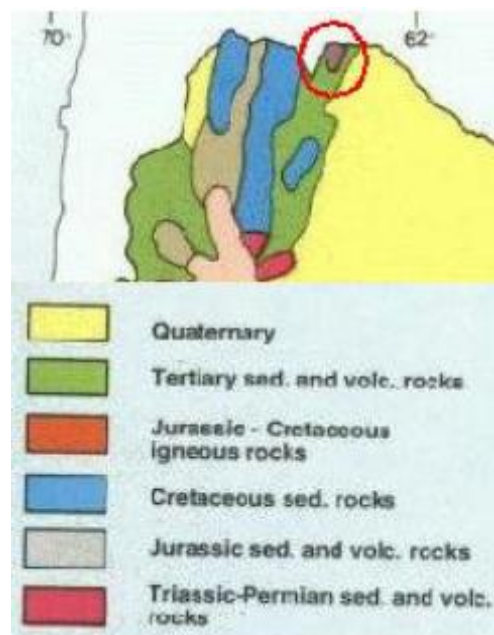 70° 62°
Quaternary
Tertiary sed. and volc. rocks
Jurassic - Cretaceous
igneous rocks
Cretaceous sed. rocks
Jurassic sed. and volc. rocks
Triassic-Permian sed. and volc.
rocks